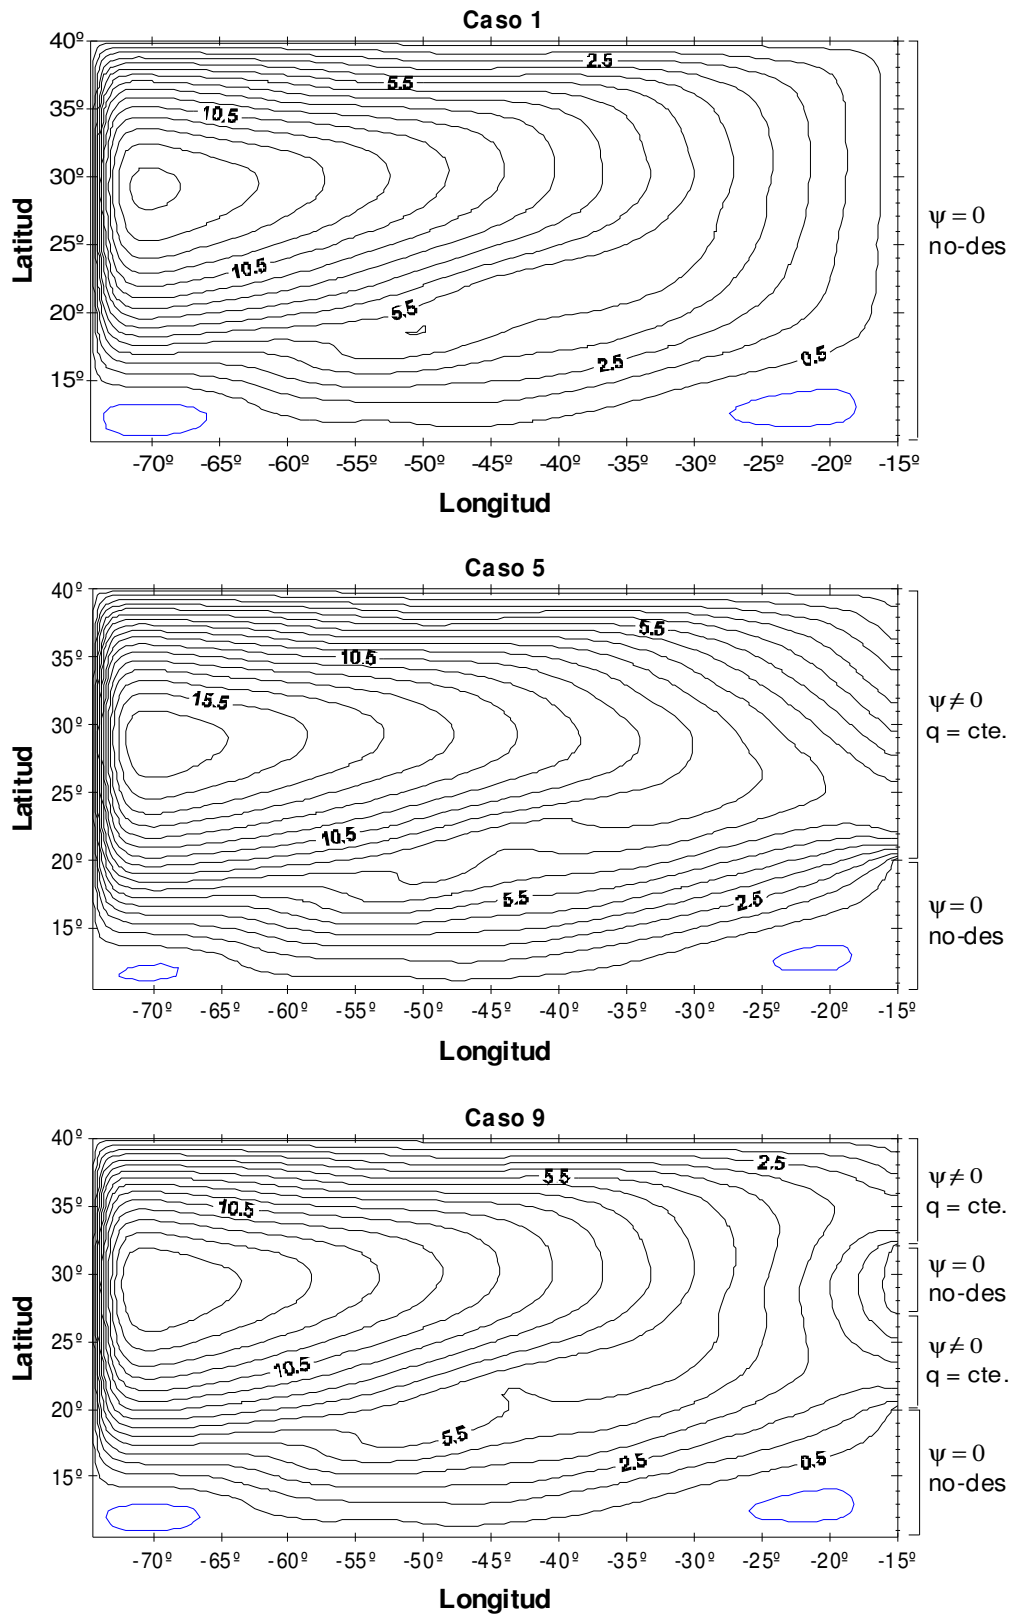 Caso 1
40º
35º
30º
25º
20º
15º
Latitud
2.5
5.5
10.5
10.5
5.5
2.5
0.5
ψ = 0
no-des
-70º -65º -60º -55º -50º -45º -40º -35º -30º -25º -20º -15º
Longitud
Caso 5
40º
35º
30º
25º
20º
15º
Latitud
5.5
10.5
15.5
10.5
5.5
2.5
ψ ≠ 0
q = cte.
ψ = 0
no-des
-70º -65º -60º -55º -50º -45º -40º -35º -30º -25º -20º -15º
Longitud
Caso 9
40º
35º
30º
25º
20º
15º
Latitud
2.5
5.5
10.5
10.5
5.5
2.5
0.5
ψ ≠ 0
q = cte.
ψ = 0
no-des
ψ ≠ 0
q = cte.
ψ = 0
no-des
-70º -65º -60º -55º -50º -45º -40º -35º -30º -25º -20º -15º
Longitud